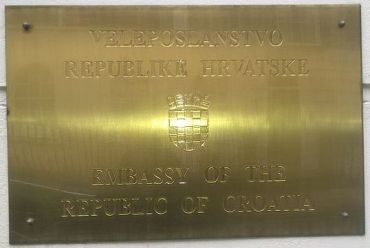 VELEPOSLANSTVO
REPUBLIKE HRVATSKE
EMBASSY OF THE
REPUBLIC OF CROATIA